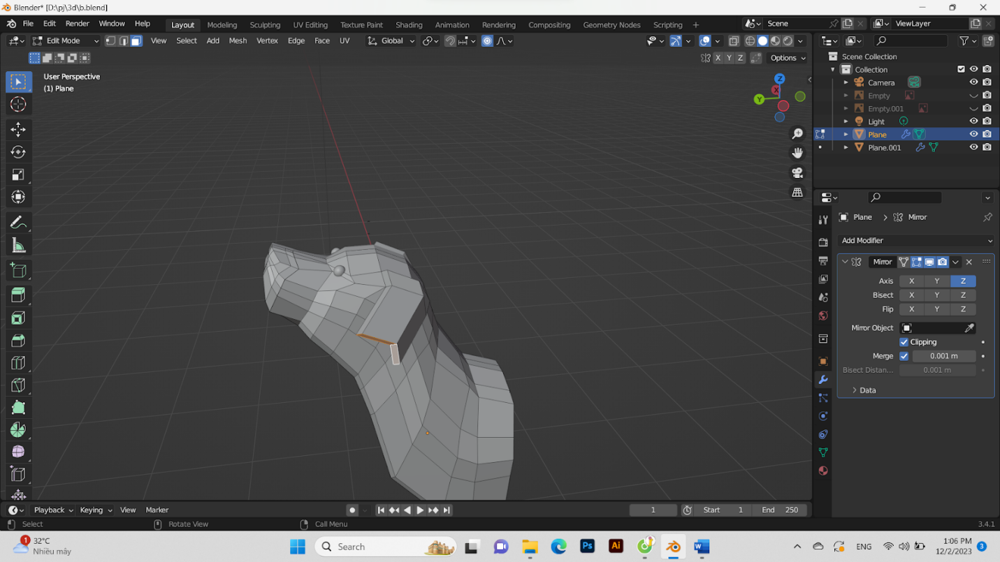 Blender* [D:\pj\3d\b.blend]
File Edit Render Window Help Layout Modeling Sculpting UV Editing Texture Paint Shading Animation Rendering Compositing Geometry Nodes Scripting + Scene ViewLayer
Edit Mode View Select Add Mesh Vertex Edge Face UV Global
X Y Z Options
User Perspective
(1) Plane
Z
X
Y
Scene Collection
Collection
Camera
Empty
Empty.001
Light
Plane
Plane.001
Plane > Mirror
Add Modifier
Mirror
Axis X Y Z
Bisect X Y Z
Flip X Y Z
Mirror Object
Clipping
Merge 0.001 m
Bisect Distan... 0.001 m
Data
Playback Keying View Marker 1 Start 1 End 250
Select Rotate View Call Menu 3.4.1
1
32°C
Nhiều mây
Search
Ps
Ai
W
ENG
1:06 PM
12/2/2023
3